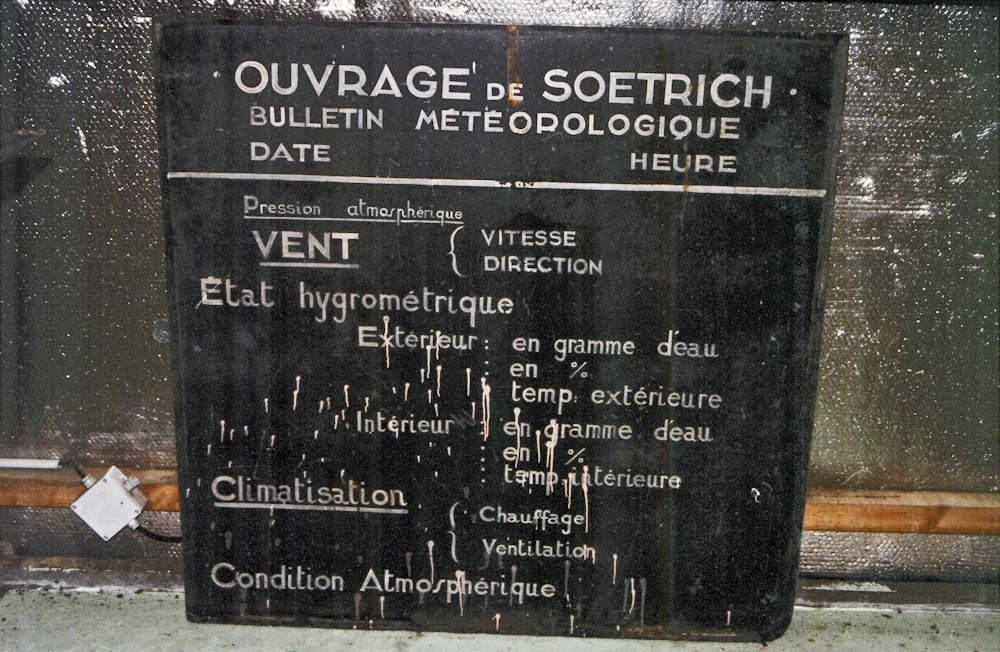 OUVRAGE DE SOETRICH
BULLETIN MÉTÉOROLOGIQUE
DATE HEURE
Pression atmosphérique
VENT { VITESSE
DIRECTION
État hygrométrique
Extérieur : en gramme d'eau
: en %
: temp. extérieure
Intérieur : en gramme d'eau
: en %
: temp. intérieure
Climatisation
{ Chauffage
Ventilation
Condition Atmosphérique